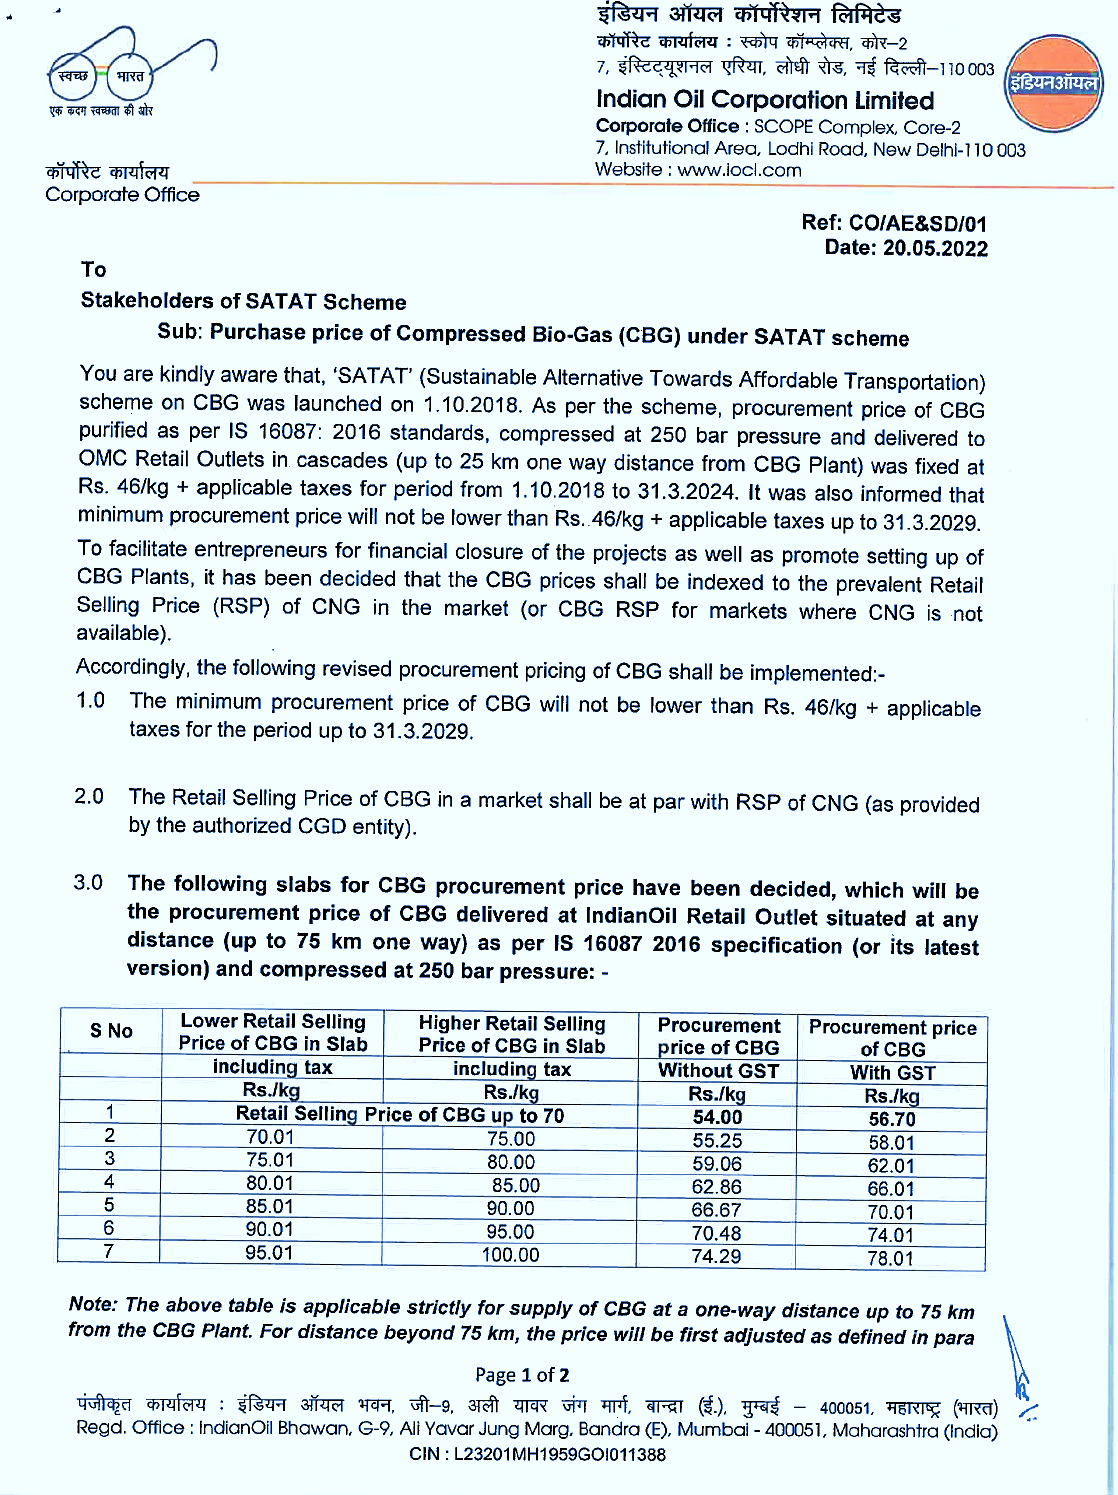 स्वच्छ भारत
एक कदम स्वच्छता की ओर
इंडियन ऑयल कॉर्पोरेशन लिमिटेड
कॉर्पोरेट कार्यालय : स्कोप कॉम्प्लेक्स, कोर–2
7, इंस्टिट्यूशनल एरिया, लोधी रोड, नई दिल्ली–110 003
Indian Oil Corporation Limited
Corporate Office : SCOPE Complex, Core-2
7, Institutional Area, Lodhi Road, New Delhi-110 003
Website : www.iocl.com
इंडियनऑयल
कॉर्पोरेट कार्यालय
Corporate Office
Ref: CO/AE&SD/01
Date: 20.05.2022
To
Stakeholders of SATAT Scheme
Sub: Purchase price of Compressed Bio-Gas (CBG) under SATAT scheme
You are kindly aware that, ‘SATAT’ (Sustainable Alternative Towards Affordable Transportation)
scheme on CBG was launched on 1.10.2018. As per the scheme, procurement price of CBG
purified as per IS 16087: 2016 standards, compressed at 250 bar pressure and delivered to
OMC Retail Outlets in cascades (up to 25 km one way distance from CBG Plant) was fixed at
Rs. 46/kg + applicable taxes for period from 1.10.2018 to 31.3.2024. It was also informed that
minimum procurement price will not be lower than Rs. 46/kg + applicable taxes up to 31.3.2029.
To facilitate entrepreneurs for financial closure of the projects as well as promote setting up of
CBG Plants, it has been decided that the CBG prices shall be indexed to the prevalent Retail
Selling Price (RSP) of CNG in the market (or CBG RSP for markets where CNG is not
available).
Accordingly, the following revised procurement pricing of CBG shall be implemented:-
1.0 The minimum procurement price of CBG will not be lower than Rs. 46/kg + applicable
taxes for the period up to 31.3.2029.
2.0 The Retail Selling Price of CBG in a market shall be at par with RSP of CNG (as provided
by the authorized CGD entity).
3.0 The following slabs for CBG procurement price have been decided, which will be
the procurement price of CBG delivered at IndianOil Retail Outlet situated at any
distance (up to 75 km one way) as per IS 16087 2016 specification (or its latest
version) and compressed at 250 bar pressure: -
S No Lower Retail Selling Higher Retail Selling Procurement Procurement price
Price of CBG in Slab Price of CBG in Slab price of CBG of CBG
including tax including tax Without GST With GST
Rs./kg Rs./kg Rs./kg Rs./kg
1 Retail Selling Price of CBG up to 70 54.00 56.70
2 70.01 75.00 55.25 58.01
3 75.01 80.00 59.06 62.01
4 80.01 85.00 62.86 66.01
5 85.01 90.00 66.67 70.01
6 90.01 95.00 70.48 74.01
7 95.01 100.00 74.29 78.01
Note: The above table is applicable strictly for supply of CBG at a one-way distance up to 75 km
from the CBG Plant. For distance beyond 75 km, the price will be first adjusted as defined in para
Page 1 of 2
पंजीकृत कार्यालय : इंडियन ऑयल भवन, जी–9, अली यावर जंग मार्ग, बान्द्रा (ई.), मुम्बई – 400051, महाराष्ट्र (भारत)
Regd. Office : IndianOil Bhawan, G-9, Ali Yavar Jung Marg, Bandra (E), Mumbai - 400051, Maharashtra (India)
CIN : L23201MH1959GOI011388